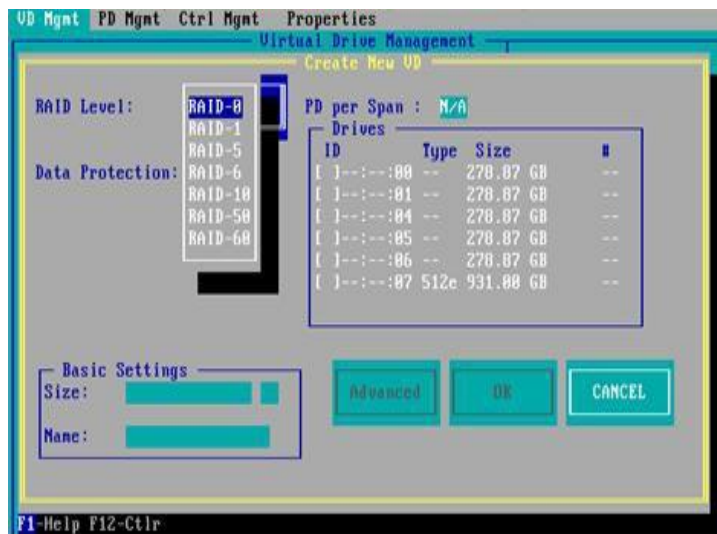 VD Mgmt PD Mgmt Ctrl Mgmt Properties
Virtual Drive Management
Create New VD
RAID Level:
RAID-0
RAID-1
RAID-5
RAID-6
RAID-10
RAID-50
RAID-60
PD per Span : N/A
Drives
ID Type Size #
[ ]--:--:00 -- 278.87 GB --
[ ]--:--:01 -- 278.87 GB --
[ ]--:--:04 -- 278.87 GB --
[ ]--:--:05 -- 278.87 GB --
[ ]--:--:06 -- 278.87 GB --
[ ]--:--:07 512e 931.00 GB --
Data Protection:
Basic Settings
Size:
Name:
Advanced
OK
CANCEL
F1-Help F12-Ctlr